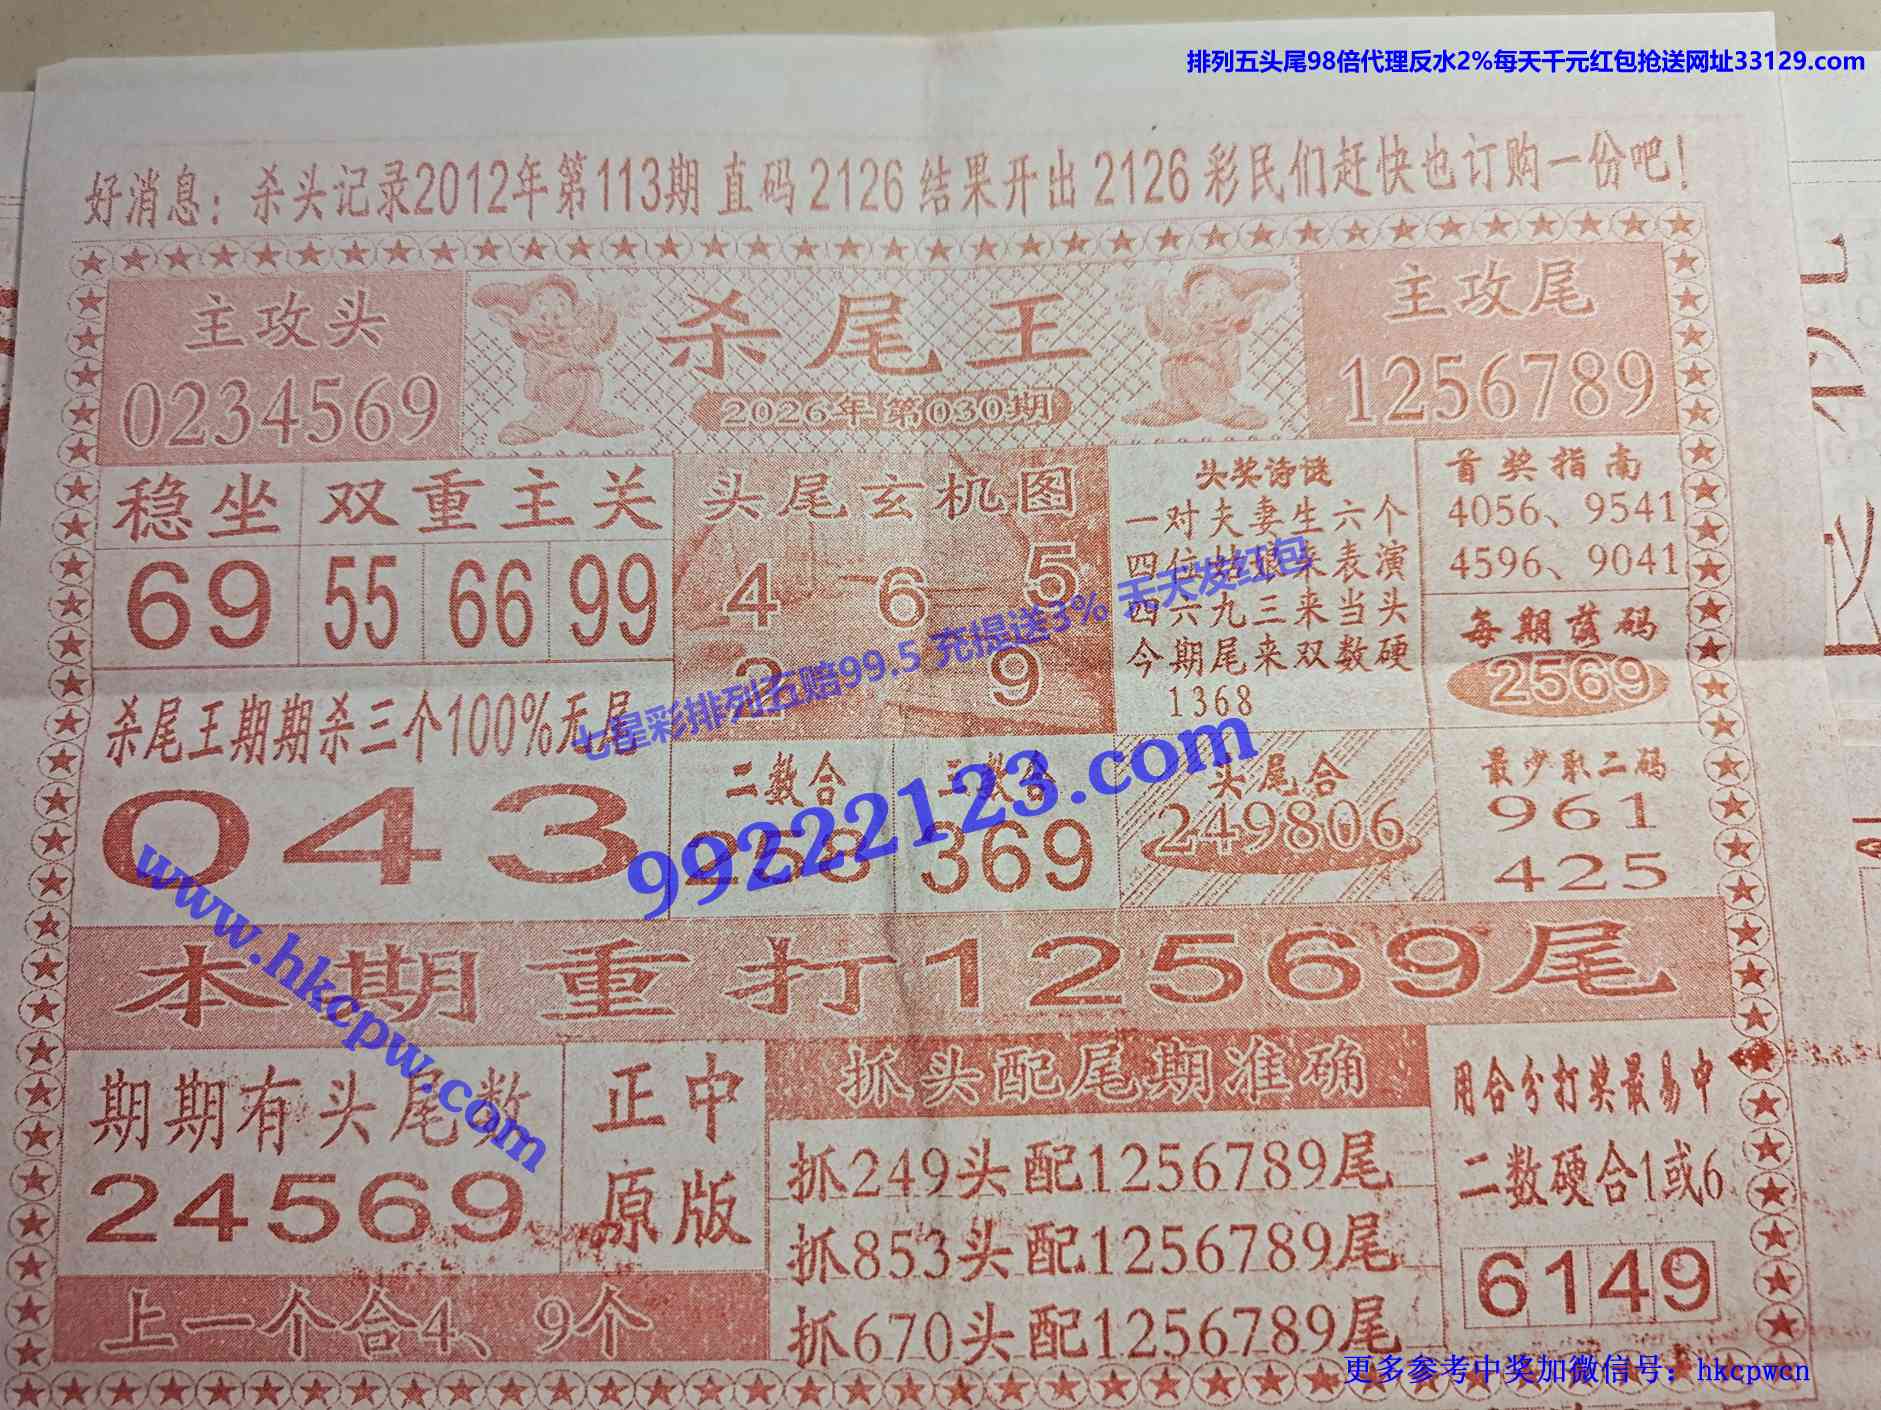 排列五头尾98倍代理反水2%每天千元红包抢送网址33129.com
好消息：杀头记录2012年第113期 直码 2126 结果开出 2126 彩民们赶快也订购一份吧！
主攻头
0234569
杀尾王
2026年第030期
主攻尾
1256789
稳坐
69
双重主关
55 66 99
头尾玄机图
4 6 5
2 9
头奖诗谜
一对夫妻生六个
四位姑娘来表演
四六九三来当头
今期尾来双数硬
1368
首奖指南
4056、9541
4596、9041
每期落码
2569
七星彩排列五赔99.5 充提送3% 天天发红包
99222123.com
杀尾王期期杀三个100%无尾
043
二数合
258
三数合
369
头尾合
249806
最少取二码
961
425
www.hkcpw.com
本期重打12569尾
期期有头尾数
24569
正中
原版
上一个合4、9个
抓头配尾期准确
抓249头配1256789尾
抓853头配1256789尾
抓670头配1256789尾
用合分打奖最易中
二数硬合1或6
6149
更多参考中奖加微信号：hkcpwcn